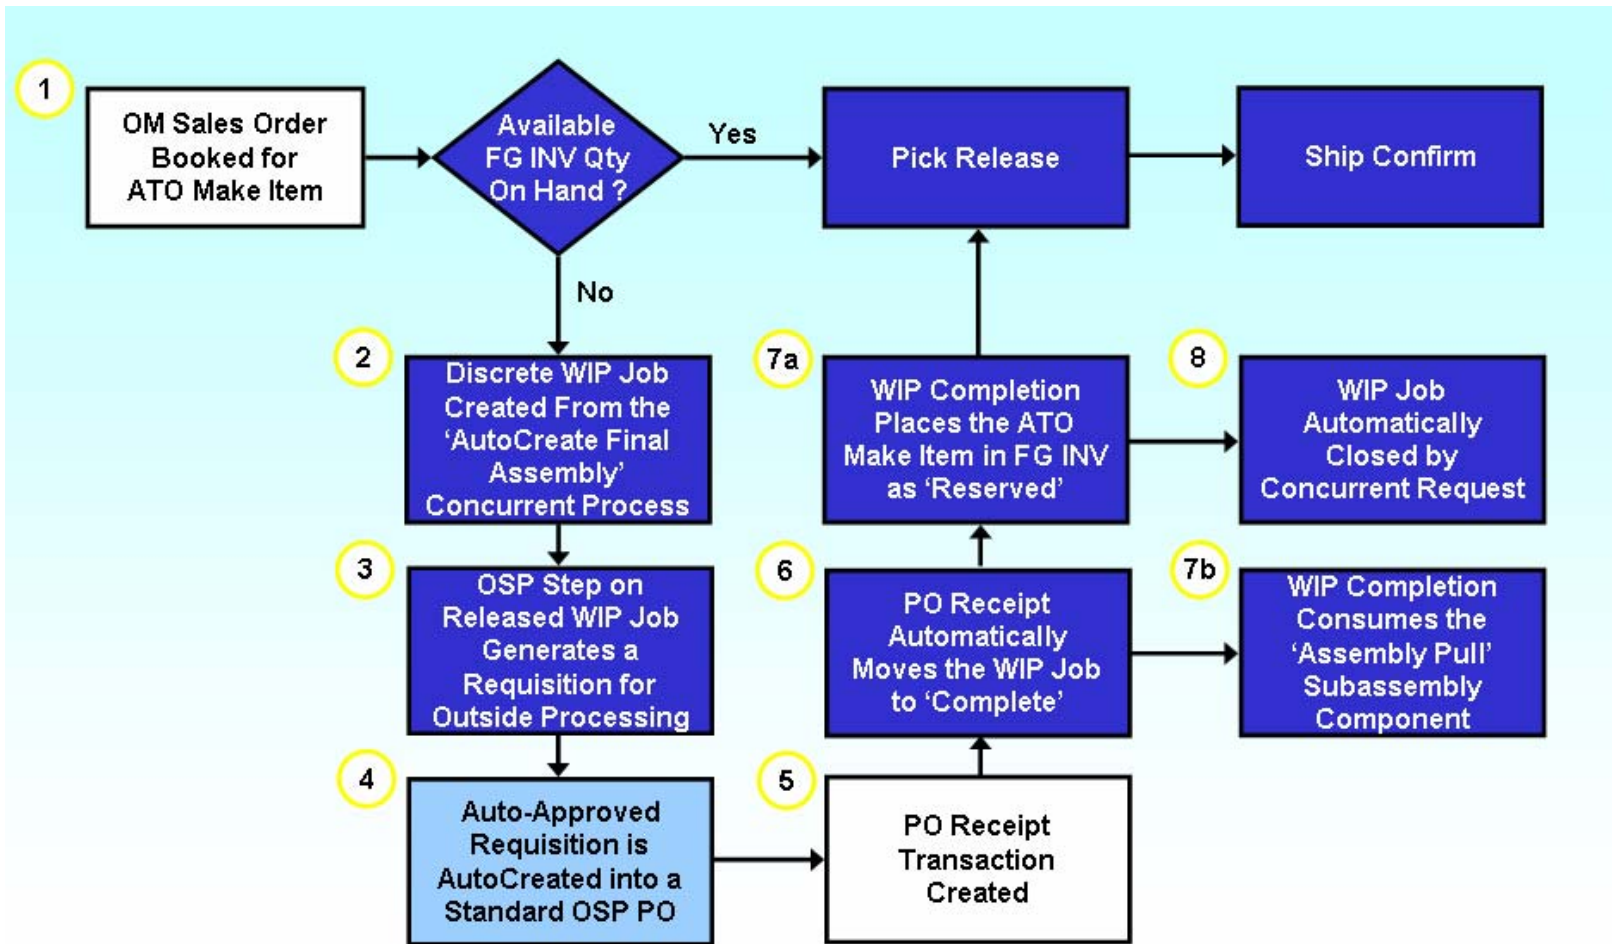 1
OM Sales Order
Booked for
ATO Make Item
Available
FG INV Qty
On Hand ?
Yes
Pick Release
Ship Confirm
No
2
Discrete WIP Job
Created From the
‘AutoCreate Final
Assembly’
Concurrent Process
7a
WIP Completion
Places the ATO
Make Item in FG INV
as ‘Reserved’
8
WIP Job
Automatically
Closed by
Concurrent Request
3
OSP Step on
Released WIP Job
Generates a
Requisition for
Outside Processing
6
PO Receipt
Automatically
Moves the WIP Job
to ‘Complete’
7b
WIP Completion
Consumes the
‘Assembly Pull’
Subassembly
Component
4
Auto-Approved
Requisition is
AutoCreated into a
Standard OSP PO
5
PO Receipt
Transaction
Created